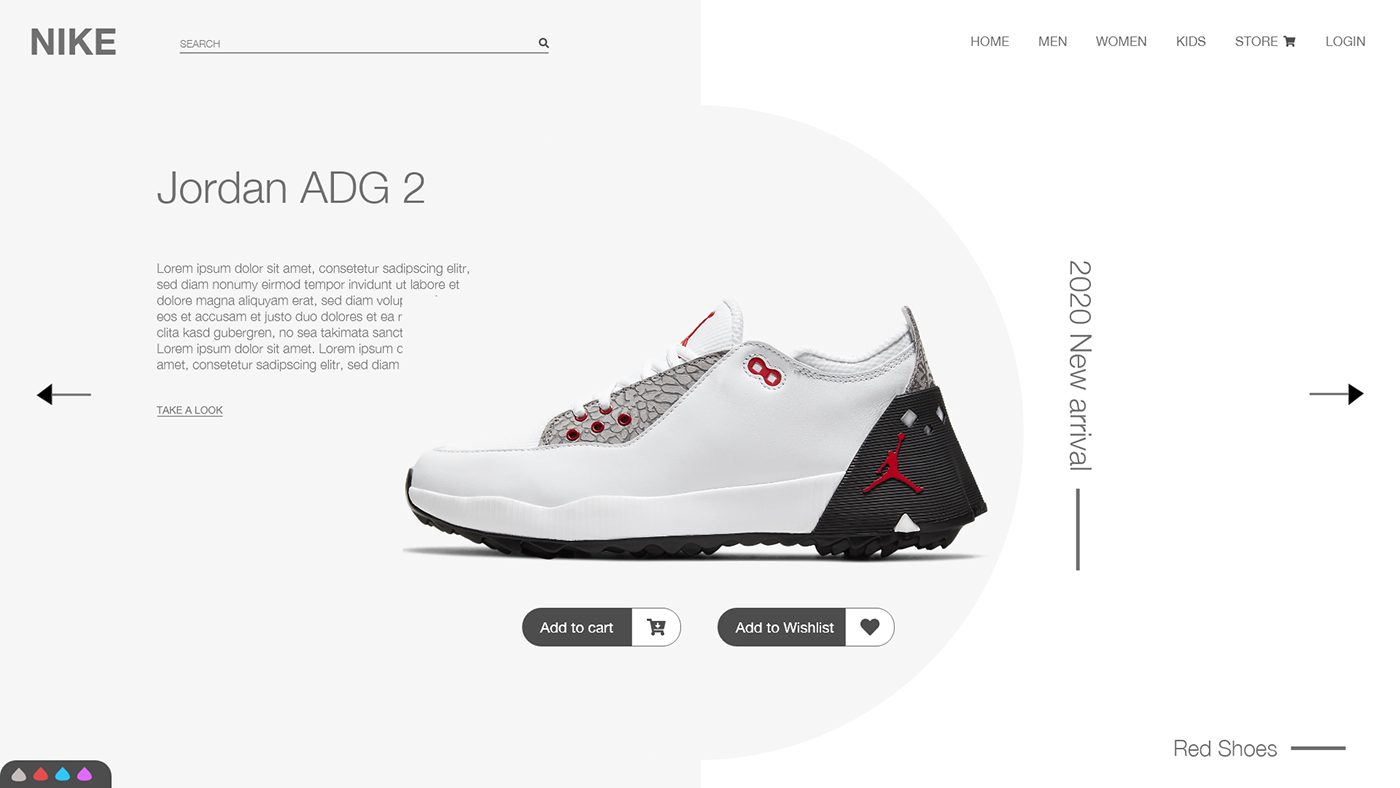 NIKE
SEARCH
HOME
MEN
WOMEN
KIDS
STORE
LOGIN
Jordan ADG 2
Lorem ipsum dolor sit amet, consetetur sadipscing elitr,
sed diam nonumy eirmod tempor invidunt ut labore et
dolore magna aliquyam erat, sed diam
eos et accusam et justo duo dolores et ea r
clita kasd gubergren, no sea takimata sanct
Lorem ipsum dolor sit amet. Lorem ipsum
amet, consetetur sadipscing elitr, sed diam
TAKE A LOOK
2020 New arrival
Add to cart
Add to Wishlist
Red Shoes